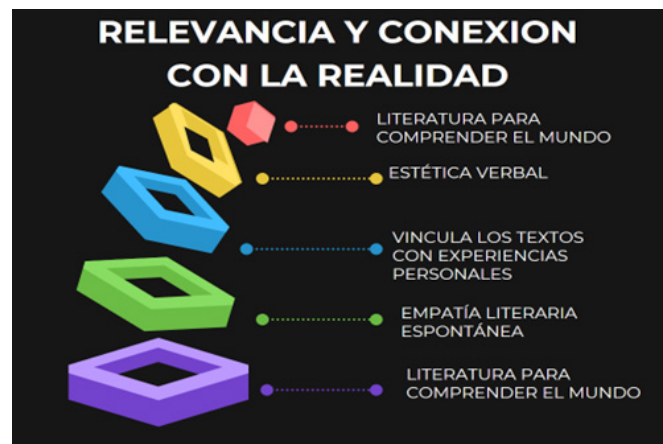 RELEVANCIA Y CONEXION
CON LA REALIDAD
LITERATURA PARA
COMPRENDER EL MUNDO
ESTÉTICA VERBAL
VINCULA LOS TEXTOS
CON EXPERIENCIAS
PERSONALES
EMPATÍA LITERARIA
ESPONTÁNEA
LITERATURA PARA
COMPRENDER EL MUNDO